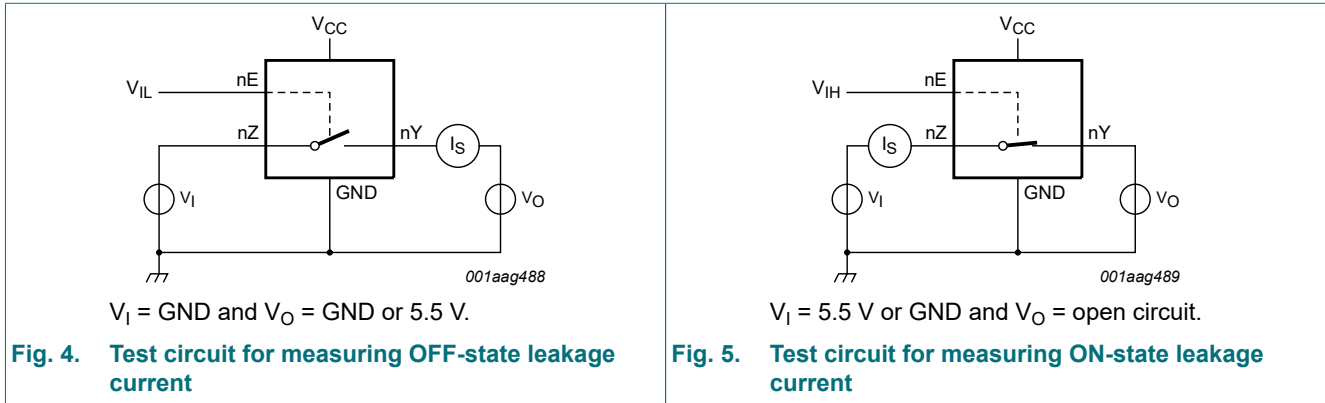 VCC
nE
VIL
nZ
nY
IS
VI
GND
VO
001aag488
VI = GND and VO = GND or 5.5 V.
Fig. 4. Test circuit for measuring OFF-state leakage
current
VCC
nE
VIH
nZ
nY
IS
VI
GND
VO
001aag489
VI = 5.5 V or GND and VO = open circuit.
Fig. 5. Test circuit for measuring ON-state leakage
current